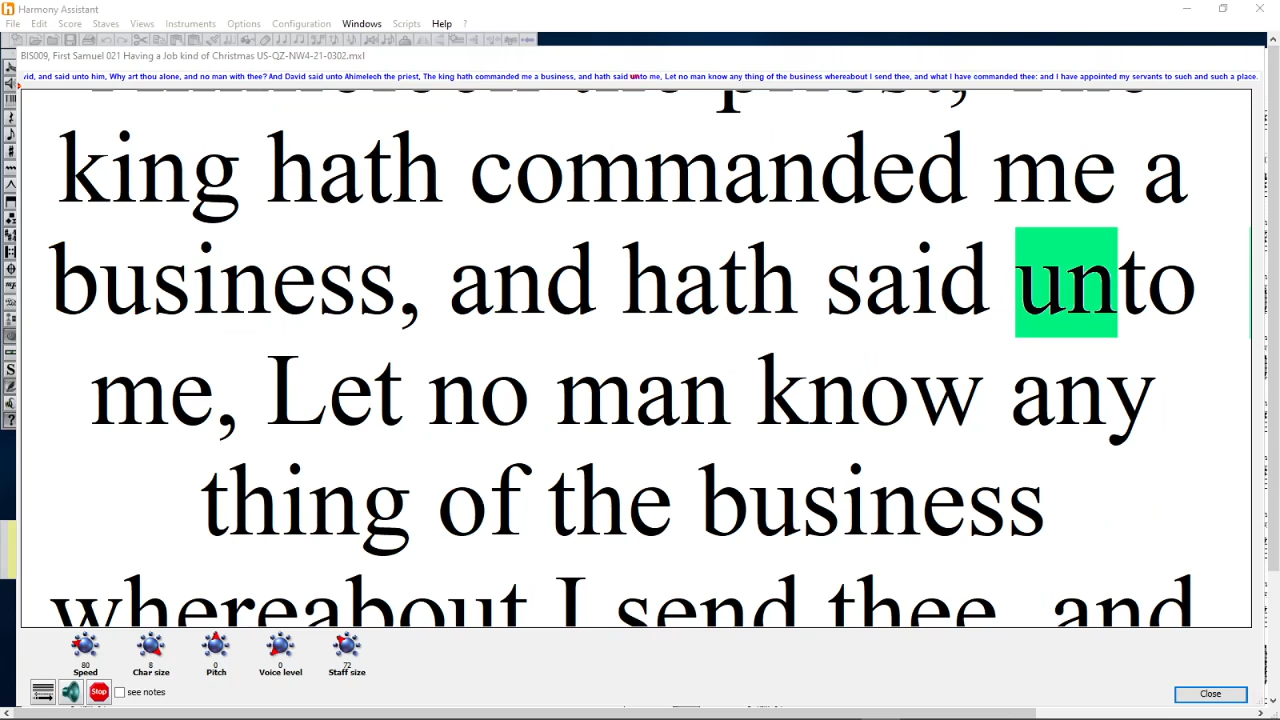 Harmony Assistant
File Edit Score Staves Views Instruments Options Configuration Windows Scripts Help ?
BIS009, First Samuel 021 Having a Job kind of Christmas US-QZ-NW4-21-0302.mxl
vid, and said unto him, Why art thou alone, and no man with thee? And David said unto Ahimelech the priest, The king hath commanded me a business, and hath said unto me, Let no man know any thing of the business whereabout I send thee, and what I have commanded thee: and I have appointed my servants to such and such a place.
king hath commanded me a
business, and hath said unto
me, Let no man know any
thing of the business
whereabout I send thee, and
80 8 0 0 72
Speed Char size Pitch Voice level Staff size
Stop see notes Close